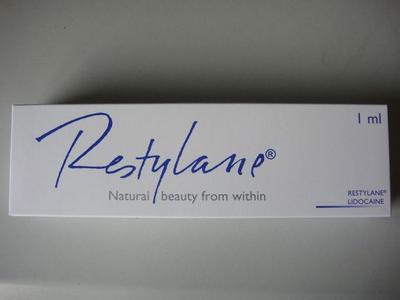 1 ml
Restylane®
Natural beauty from within
RESTYLANE®
LIDOCAINE